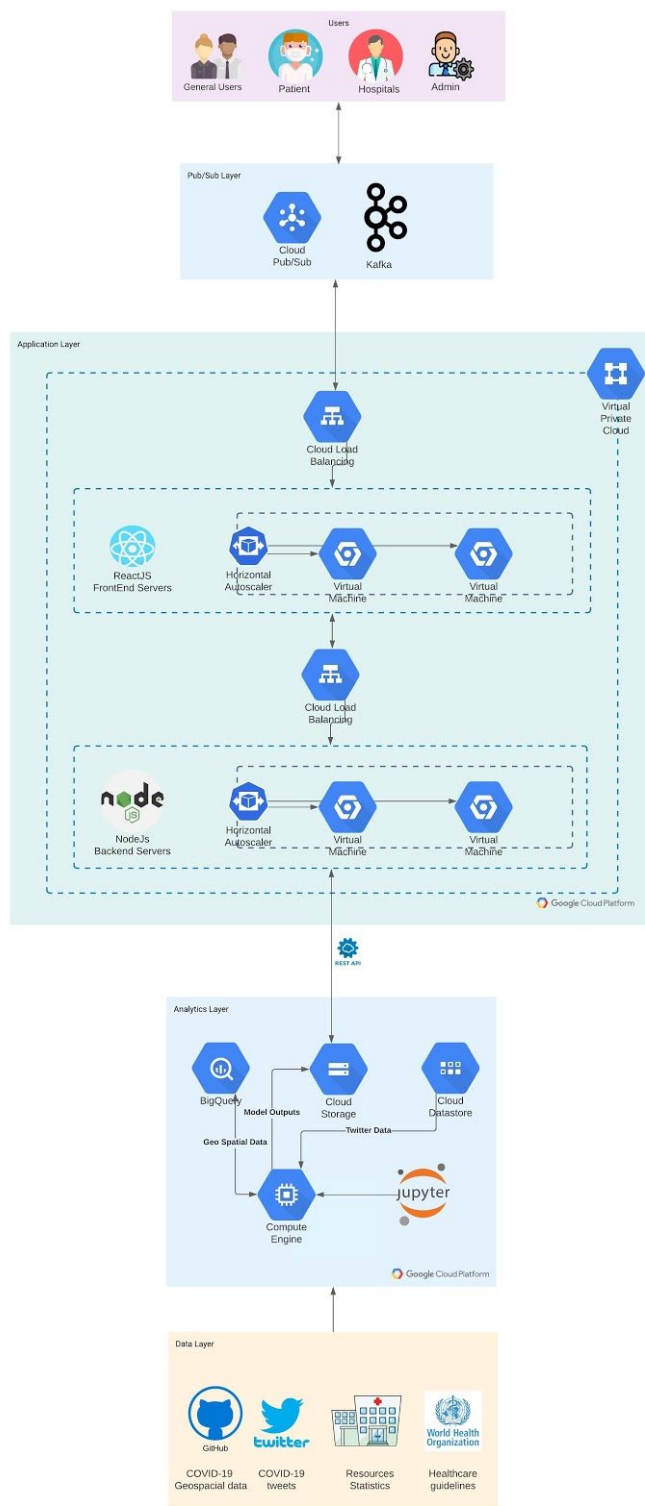 Users
General Users
Patient
Hospitals
Admin
Pub/Sub Layer
Cloud
Pub/Sub
Kafka
Application Layer
Virtual
Private
Cloud
Cloud Load
Balancing
ReactJS
FrontEnd Servers
Horizontal
Autoscaler
Virtual
Machine
Virtual
Machine
Cloud Load
Balancing
node
JS
NodeJs
Backend Servers
Horizontal
Autoscaler
Virtual
Machine
Virtual
Machine
Google Cloud Platform
REST API
Analytics Layer
BigQuery
Cloud
Storage
Cloud
Datastore
Model Outputs
Twitter Data
Geo Spatial Data
Compute
Engine
jupyter
Google Cloud Platform
Data Layer
GitHub
twitter
World Health
Organization
COVID-19
Geospacial data
COVID-19
tweets
Resources
Statistics
Healthcare
guidelines